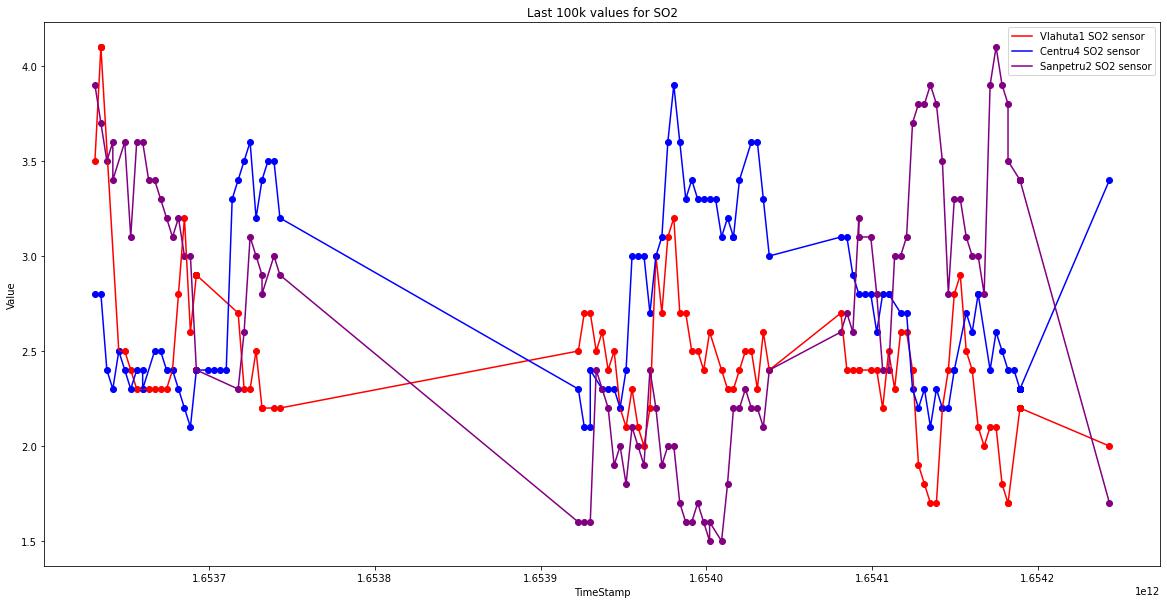 Last 100k values for SO2
Vlahuta1 SO2 sensor
Centru4 SO2 sensor
Sanpetru2 SO2 sensor
Value
4.0
3.5
3.0
2.5
2.0
1.5
1.6537
1.6538
1.6539
1.6540
1.6541
1.6542
1e12
TimeStamp